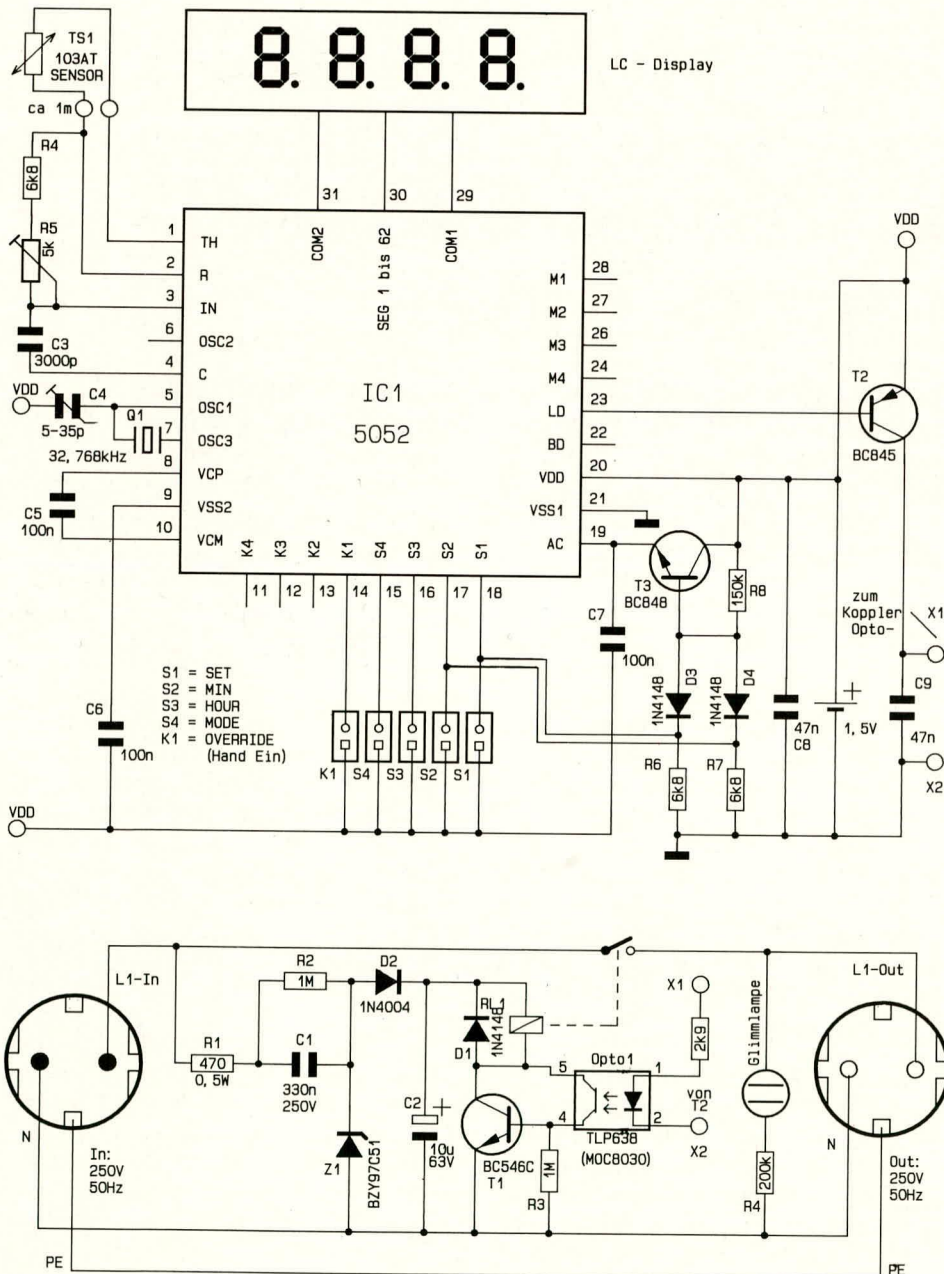 TS1
103AT
SENSOR
ca 1m
8.8.8.8
LC - Display
R4
6k8
R5
5k
C3
3000p
VDD
C4
5-35p
Q1
32,768kHz
C5
100n
C6
100n
31
30
29
COM2
SEG 1 bis 62
COM1
1
TH
2
R
3
IN
6
OSC2
4
C
5
OSC1
7
OSC3
8
VCP
9
VSS2
10
VCM
IC1
5052
M1
28
M2
27
M3
26
M4
24
LD
23
BD
22
VDD
20
VSS1
21
AC
19
K4
K3
K2
K1
S4
S3
S2
S1
11
12
13
14
15
16
17
18
VDD
T2
BC845
T3
BC848
R8
150k
C7
100n
D3
1N4148
D4
1N4148
R6
6k8
R7
6k8
47n
C8
1,5V
+
zum
Koppler
Opto-
X1
C9
47n
X2
S1 = SET
S2 = MIN
S3 = HOUR
S4 = MODE
K1 = OVERRIDE
(Hand Ein)
K1
S4
S3
S2
S1
VDD
L1-In
R2
1M
D2
1N4004
R1
470
0,5W
C1
330n
250V
Z1
BZY97C51
C2
+
10u
63V
D1
1N4148
RL1
BC546C
T1
R3
1M
Opto1
5
1
4
2
TLP638
(MOC8030)
X1
2k9
von
T2
X2
Glimmlampe
200k
R4
L1-Out
N
In:
250V
50Hz
PE
N
Out:
250V
50Hz
PE